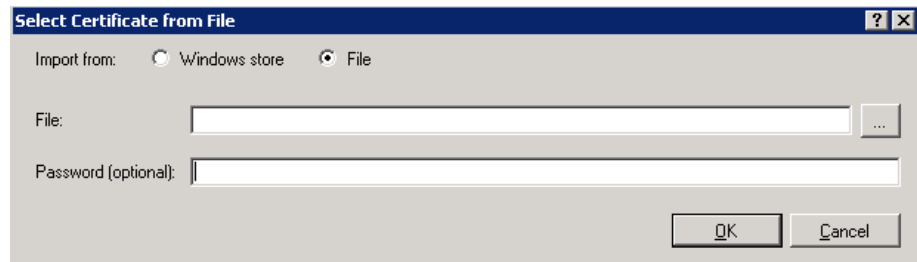 Select Certificate from File ? X
Import from: Windows store File
File: ...
Password (optional):
OK Cancel